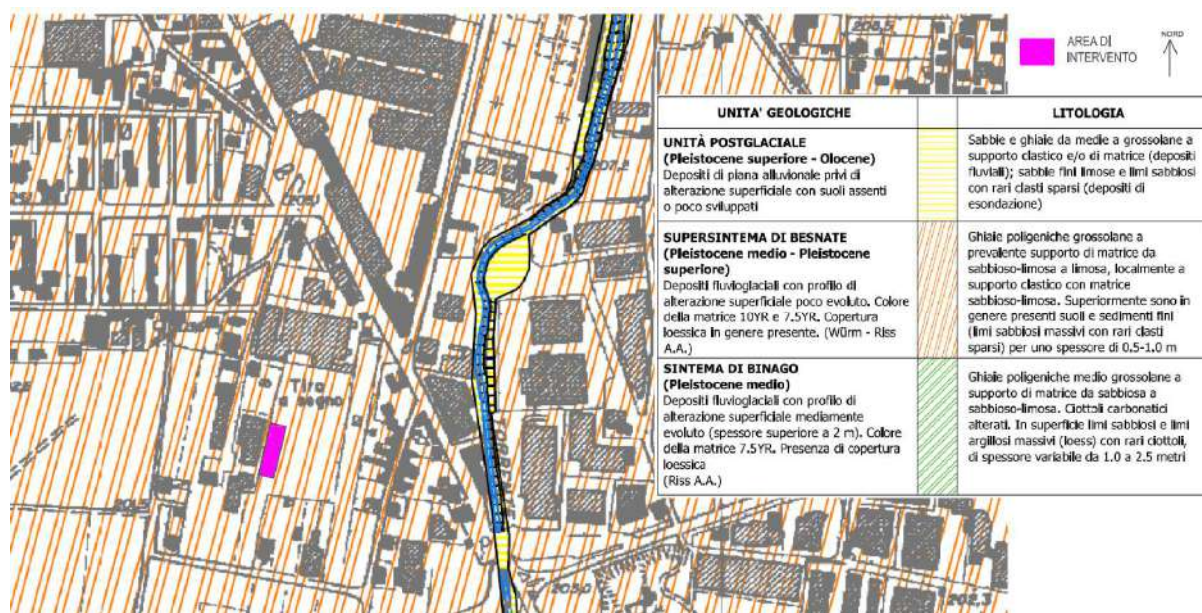 AREA DI
INTERVENTO
NORD
UNITA' GEOLOGICHE
LITOLOGIA
UNITÀ POSTGLACIALE
(Pleistocene superiore - Olocene)
Depositi di piana alluvionale privi di
alterazione superficiale con suoli assenti
o poco sviluppati
Sabbie e ghiaie da medie a grossolane a
supporto clastico e/o di matrice (depositi
fluviali); sabbie fini limose e limi sabbiosi
con rari clasti sparsi (depositi di
esondazione)
SUPERSINTEMA DI BESNATE
(Pleistocene medio - Pleistocene
superiore)
Depositi fluvioglaciali con profilo di
alterazione superficiale poco evoluto. Colore
della matrice 10YR e 7.5YR. Copertura
loessica in genere presente. (Würm - Riss
A.A.)
Ghiaie poligeniche grossolane a
prevalente supporto di matrice da
sabbioso-limosa a limosa, localmente a
supporto clastico con matrice
sabbioso-limosa. Superiormente sono in
genere presenti suoli e sedimenti fini
(limi sabbiosi massivi con rari clasti
sparsi) per uno spessore di 0.5-1.0 m
SINTEMA DI BINAGO
(Pleistocene medio)
Depositi fluvioglaciali con profilo di
alterazione superficiale mediamente
evoluto (spessore superiore a 2 m). Colore
della matrice 7.5YR. Presenza di copertura
loessica
(Riss A.A.)
Ghiaie poligeniche medio grossolane a
supporto di matrice da sabbiosa a
sabbioso-limosa. Ciottoli carbonatici
alterati. In superficie limi sabbiosi e limi
argillosi massivi (loess) con rari ciottoli,
di spessore variabile da 1.0 a 2.5 metri
207.2
Tiro
a segno
202.3